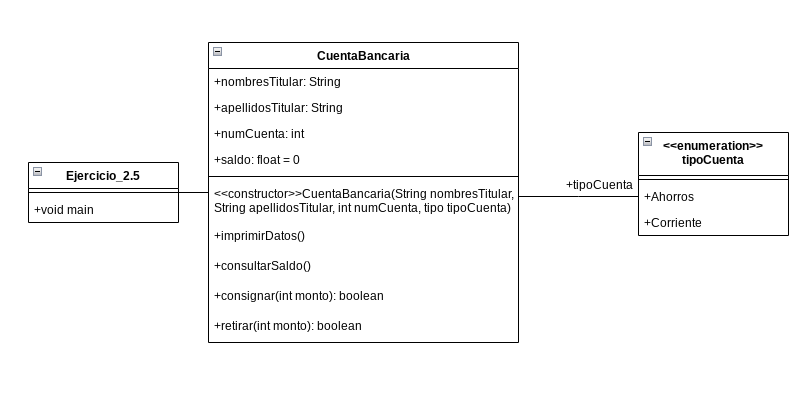 CuentaBancaria
+nombresTitular: String
+apellidosTitular: String
+numCuenta: int
+saldo: float = 0
<<constructor>>CuentaBancaria(String nombresTitular,
String apellidosTitular, int numCuenta, tipo tipoCuenta)
+imprimirDatos()
+consultarSaldo()
+consignar(int monto): boolean
+retirar(int monto): boolean
Ejercicio_2.5
+void main
+tipoCuenta
<<enumeration>>
tipoCuenta
+Ahorros
+Corriente